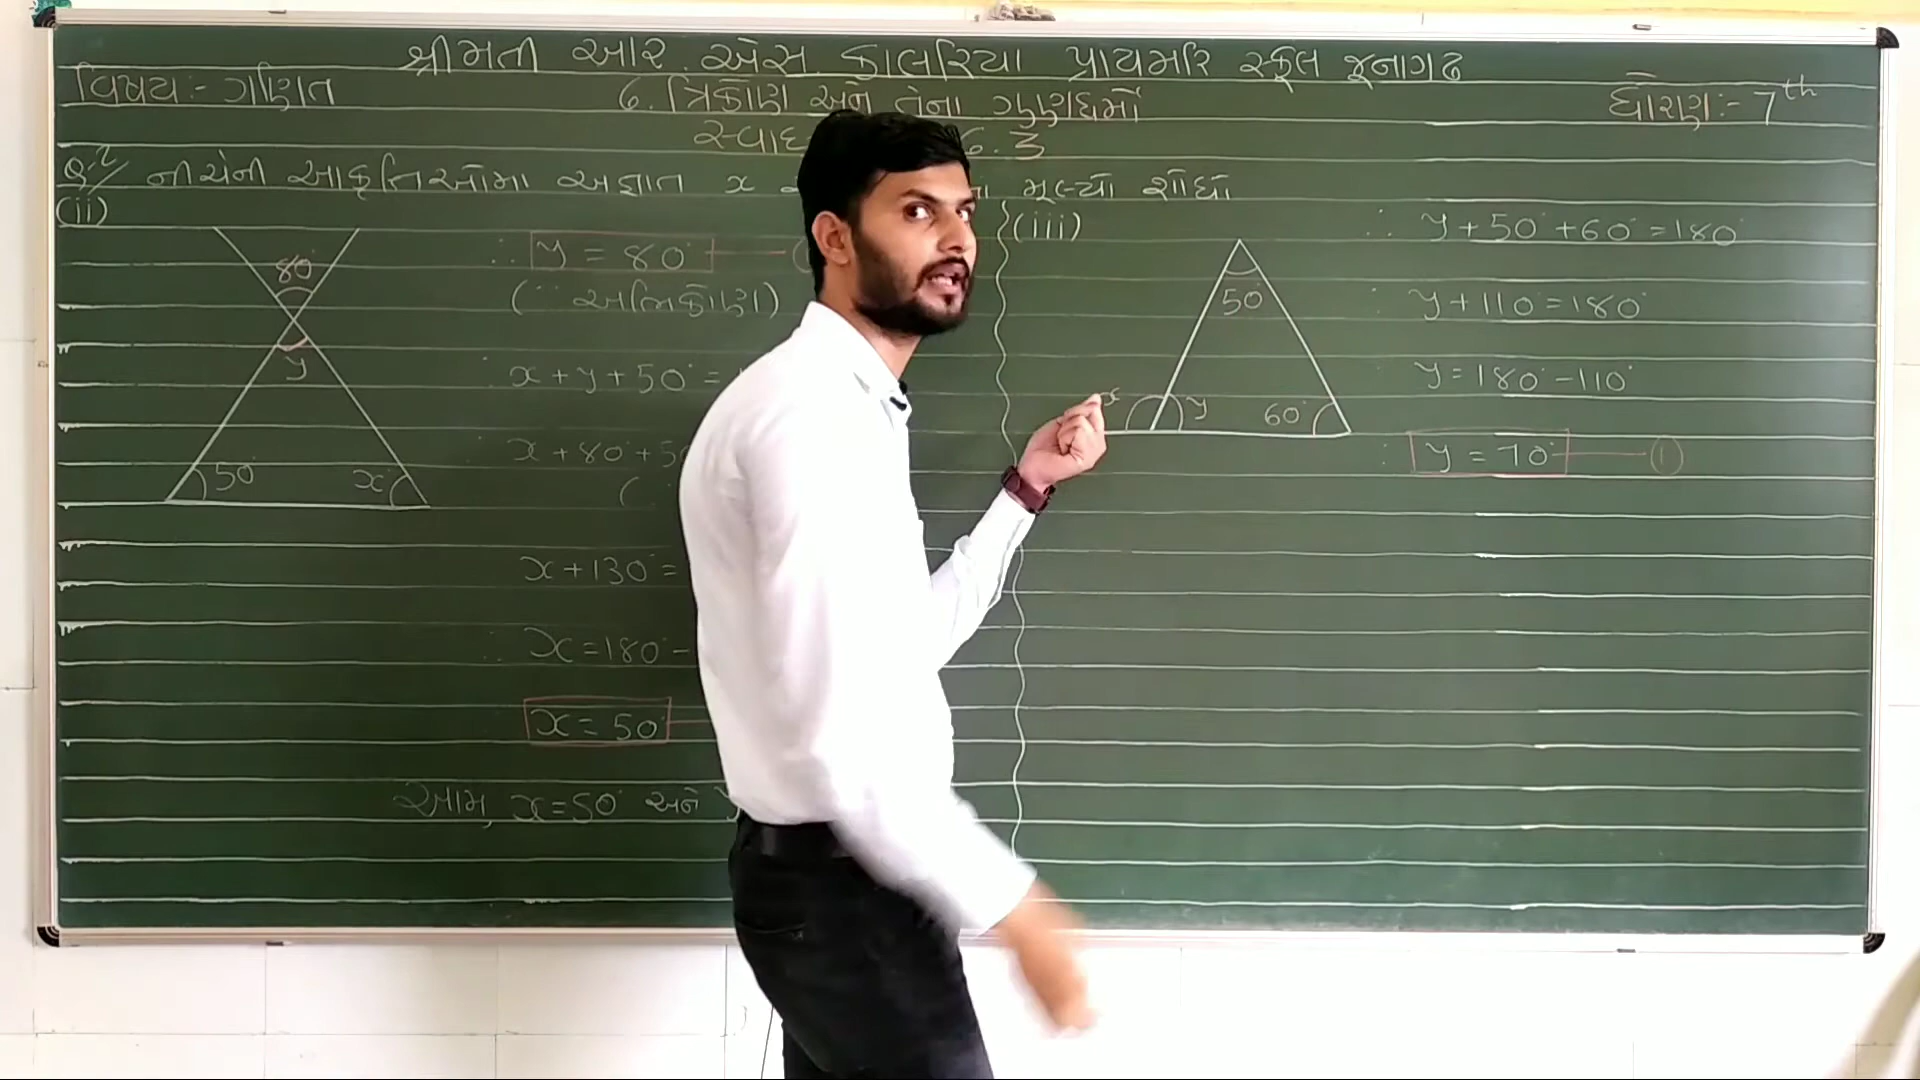 શ્રીમતી આર. એસ. કાલરિયા પ્રાયમરિ સ્કૂલ જૂનાગઢ
વિષય:- ગણિત
6. ત્રિકોણ અને તેના ગુણધર્મો
ધોરણ:- 7th
સ્વાધ 6.3
Q-2 નીચેની આકૃતિઓમાં અજ્ઞાત x મૂલ્યો શોધો
(ii)
80°
y
50°
x
∴ y = 80°
(∵ અભિકોણ)
x + y + 50° =
x + 80° + 5
(
x + 130° =
∴ x = 180° -
x = 50°
આમ, x = 50° અને y
(iii)
50°
x
y
60°
∴ y + 50° + 60° = 180°
∴ y + 110° = 180°
y = 180° - 110°
∴ y = 70° ①